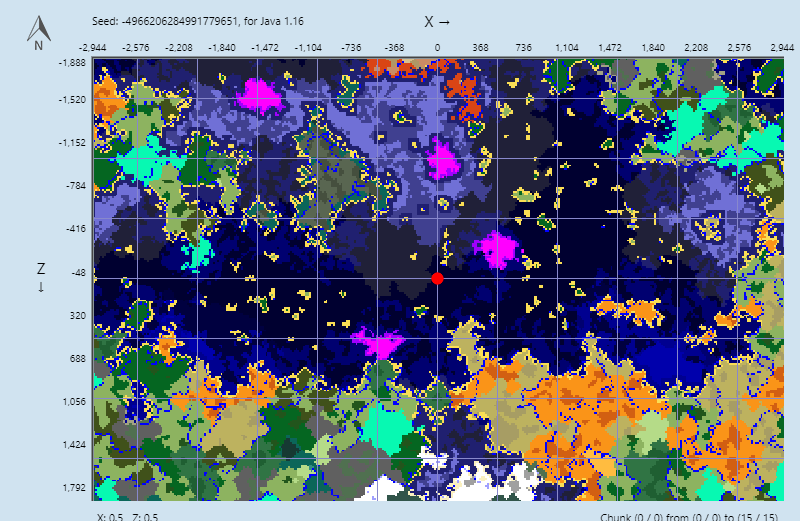 Seed: -4966206284991779651, for Java 1.16
X →
N
-2,944 -2,576 -2,208 -1,840 -1,472 -1,104 -736 -368 0 368 736 1,104 1,472 1,840 2,208 2,576 2,944
-1.888
-1,520
-1,152
-784
-416
Z
↓
-48
320
688
1,056
1,424
1,792
X: 0.5 Z: 0.5
Chunk (0 / 0) from (0 / 0) to (15 / 15)